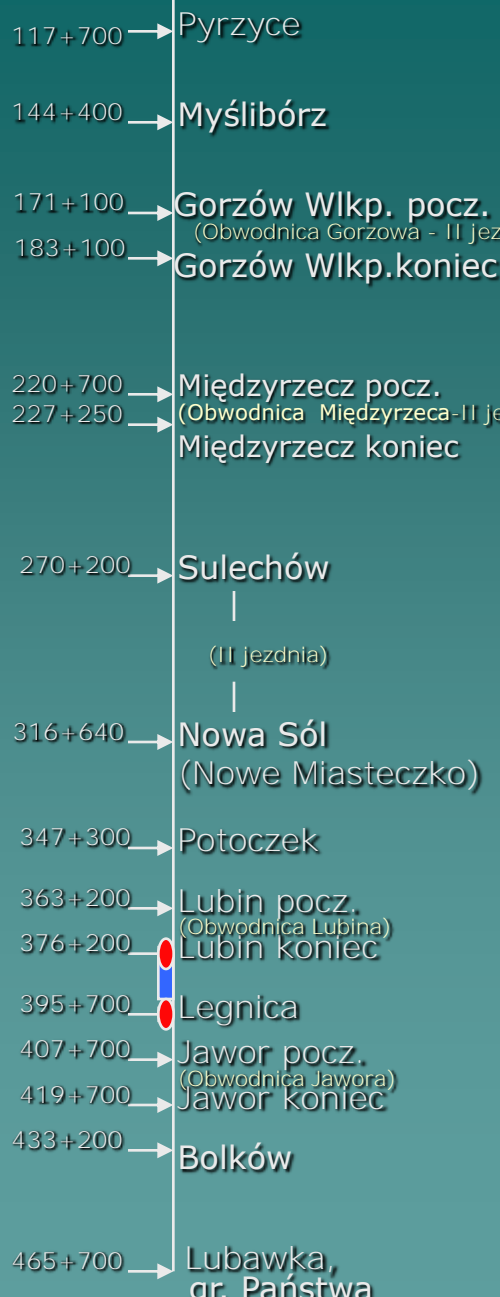 117+700 Pyrzyce
144+400 Myślibórz
171+100 Gorzów Wlkp. pocz.
(Obwodnica Gorzowa - II jez
183+100 Gorzów Wlkp.koniec
220+700 Międzyrzecz pocz.
227+250 (Obwodnica Międzyrzeca-II je
Międzyrzecz koniec
270+200 Sulechów
(II jezdnia)
316+640 Nowa Sól
(Nowe Miasteczko)
347+300 Potoczek
363+200 Lubin pocz.
(Obwodnica Lubina)
376+200 Lubin koniec
395+700 Legnica
407+700 Jawor pocz.
(Obwodnica Jawora)
419+700 Jawor koniec
433+200 Bolków
465+700 Lubawka,
gr. Państwa